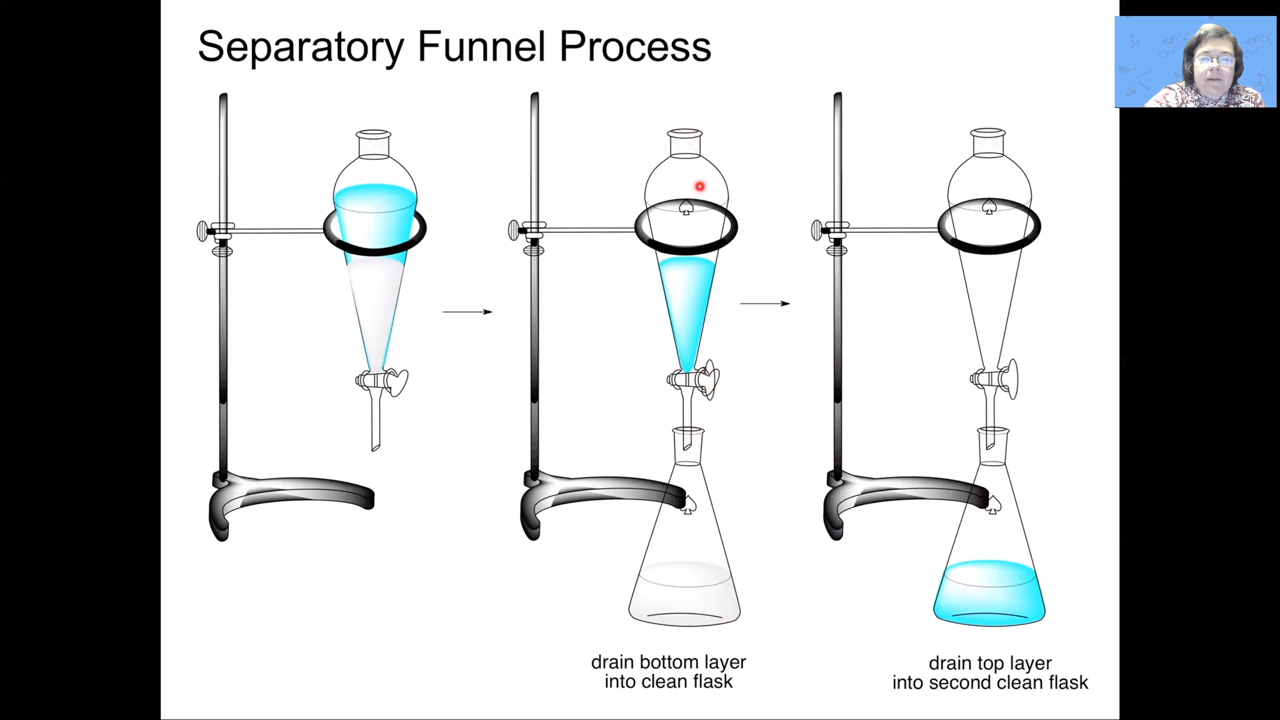 Separatory Funnel Process
drain bottom layer
into clean flask
drain top layer
into second clean flask